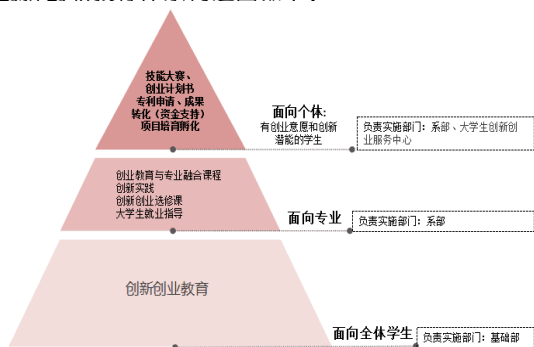 技能大赛、
创业计划书
专利申请、成果
转化（资金支持）
项目培育孵化
面向个体:
有创业意愿和创新
潜能的学生
负责实施部门：系部、大学生创新创
业服务中心
创业教育与专业融合课程
创新实践
创新创业选修课
大学生就业指导
面向专业
负责实施部门：系部
创新创业教育
面向全体学生
负责实施部门：基础部